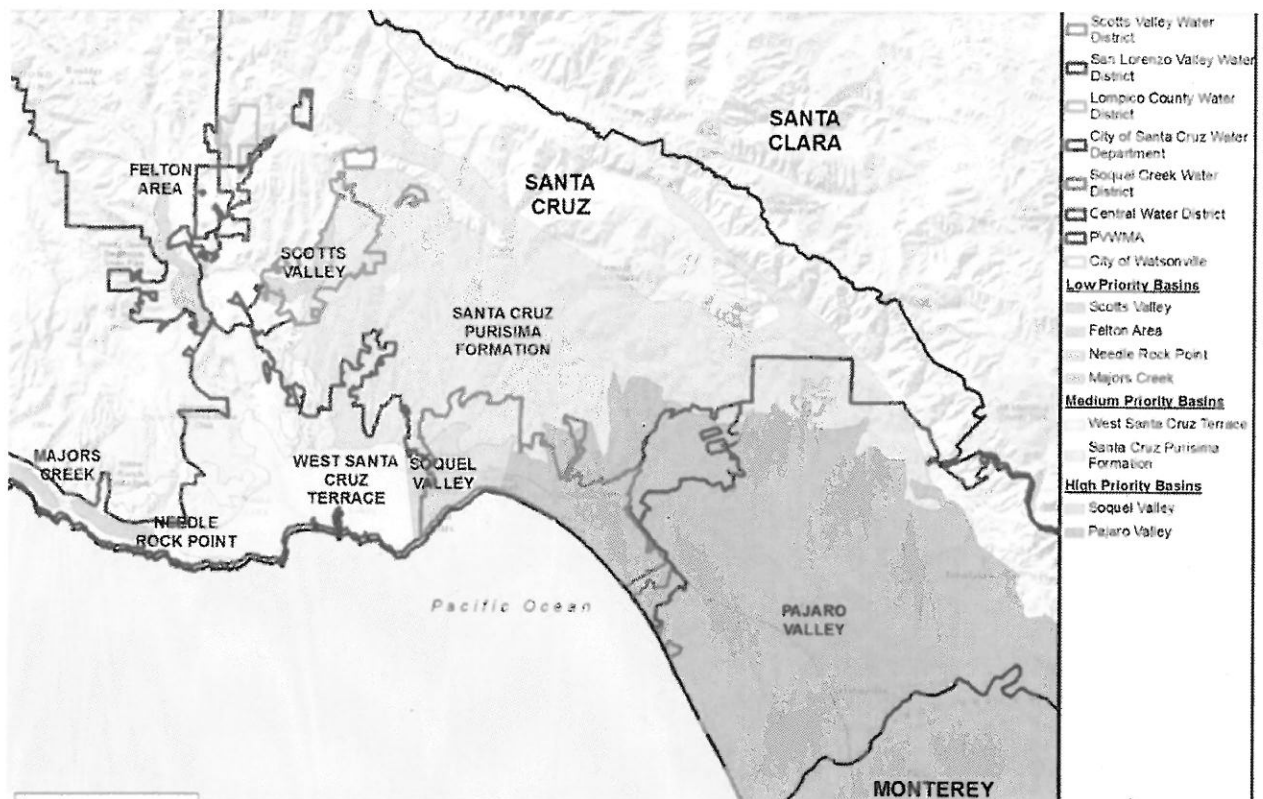 SANTA
CLARA
FELTON
AREA
SANTA
CRUZ
SCOTTS
VALLEY
SANTA CRUZ
PURISIMA
FORMATION
MAJORS
CREEK
WEST SANTA
CRUZ
TERRACE
SOQUEL
VALLEY
NEEDLE
ROCK POINT
Pacific Ocean
PAJARO
VALLEY
MONTEREY
Scotts Valley Water
District
San Lorenzo Valley Water
District
Lompico County Water
District
City of Santa Cruz Water
Department
Soquel Creek Water
District
Central Water District
PVWMA
City of Watsonville
Low Priority Basins
Scotts Valley
Felton Area
Needle Rock Point
Majors Creek
Medium Priority Basins
West Santa Cruz Terrace
Santa Cruz Purisima
Formation
High Priority Basins
Soquel Valley
Pajaro Valley